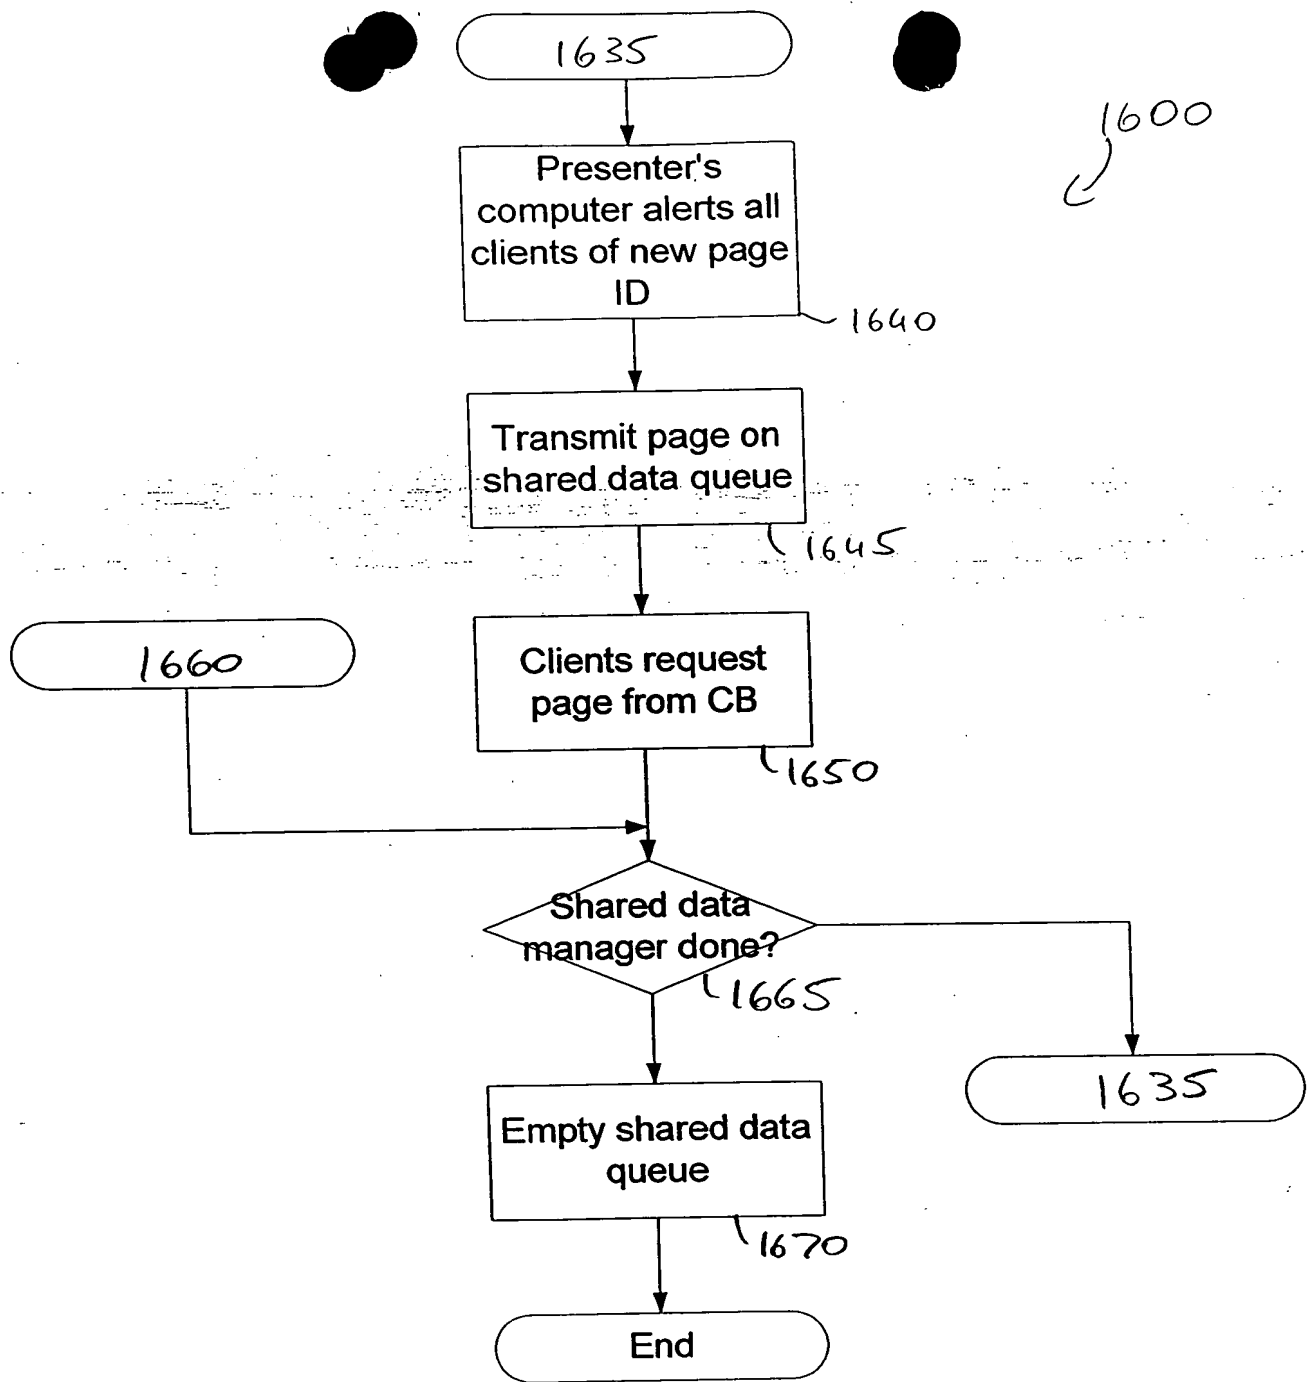 1635
1600
Presenter's
computer alerts all
clients of new page
ID
1640
Transmit page on
shared data queue
1645
1660
Clients request
page from CB
1650
Shared data
manager done?
1665
1635
Empty shared data
queue
1670
End